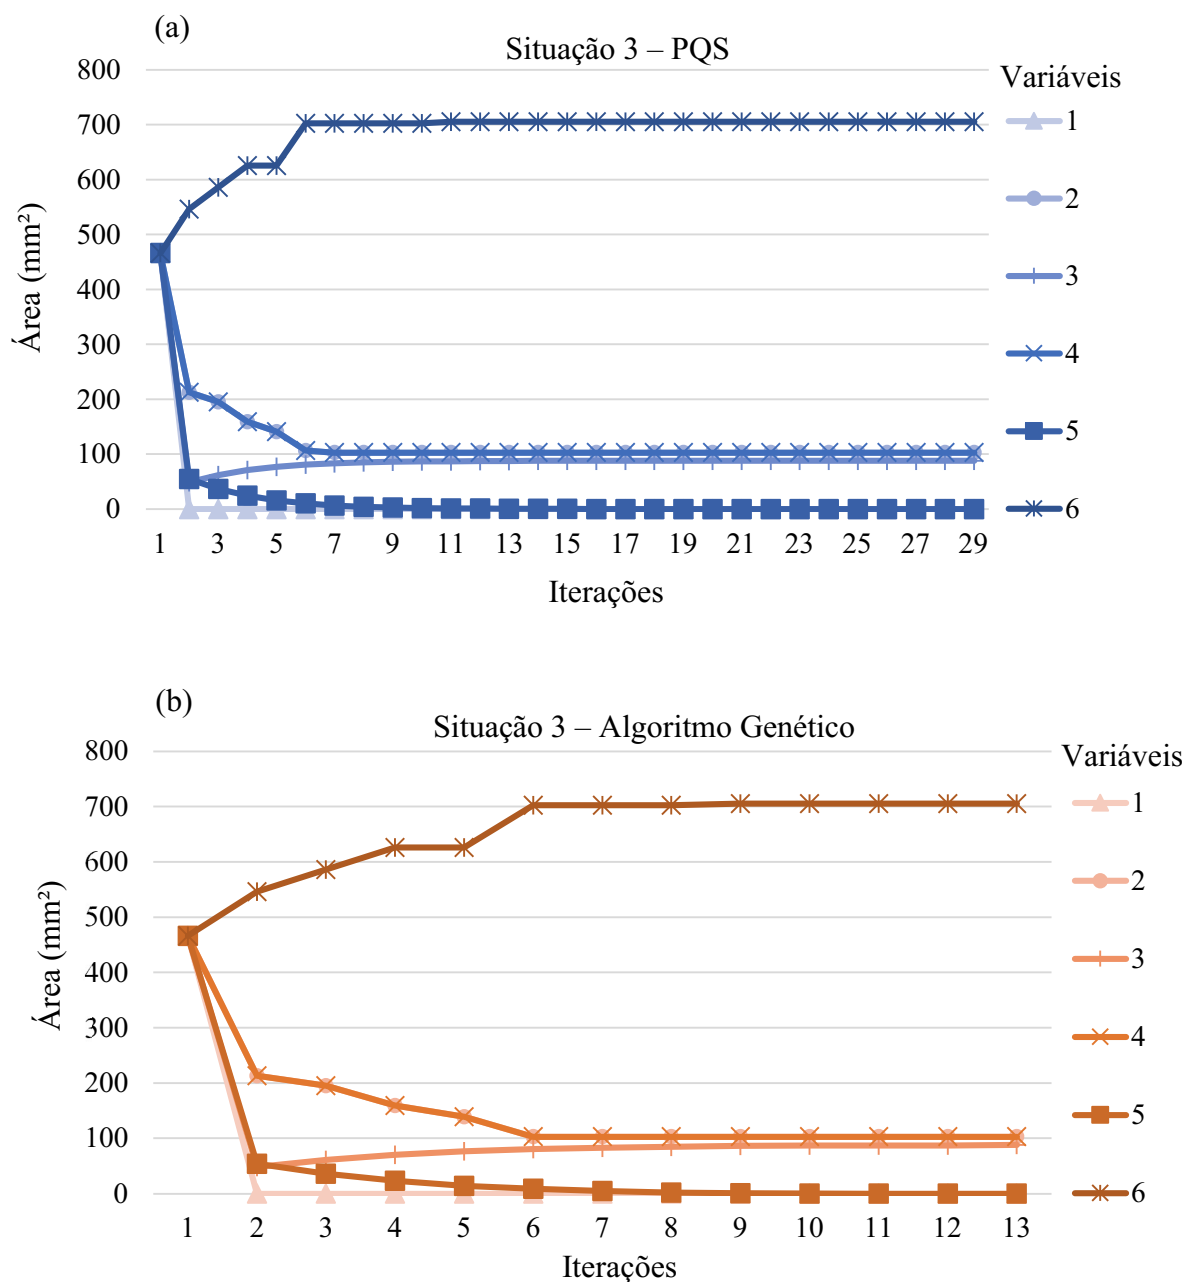 (a)
Situação 3 – PQS
Variáveis
800
700
600
500
400
300
200
100
0
Área (mm²)
1
2
3
4
5
6
1 3 5 7 9 11 13 15 17 19 21 23 25 27 29
Iterações
(b)
Situação 3 – Algoritmo Genético
Variáveis
800
700
600
500
400
300
200
100
0
Área (mm²)
1
2
3
4
5
6
1 2 3 4 5 6 7 8 9 10 11 12 13
Iterações